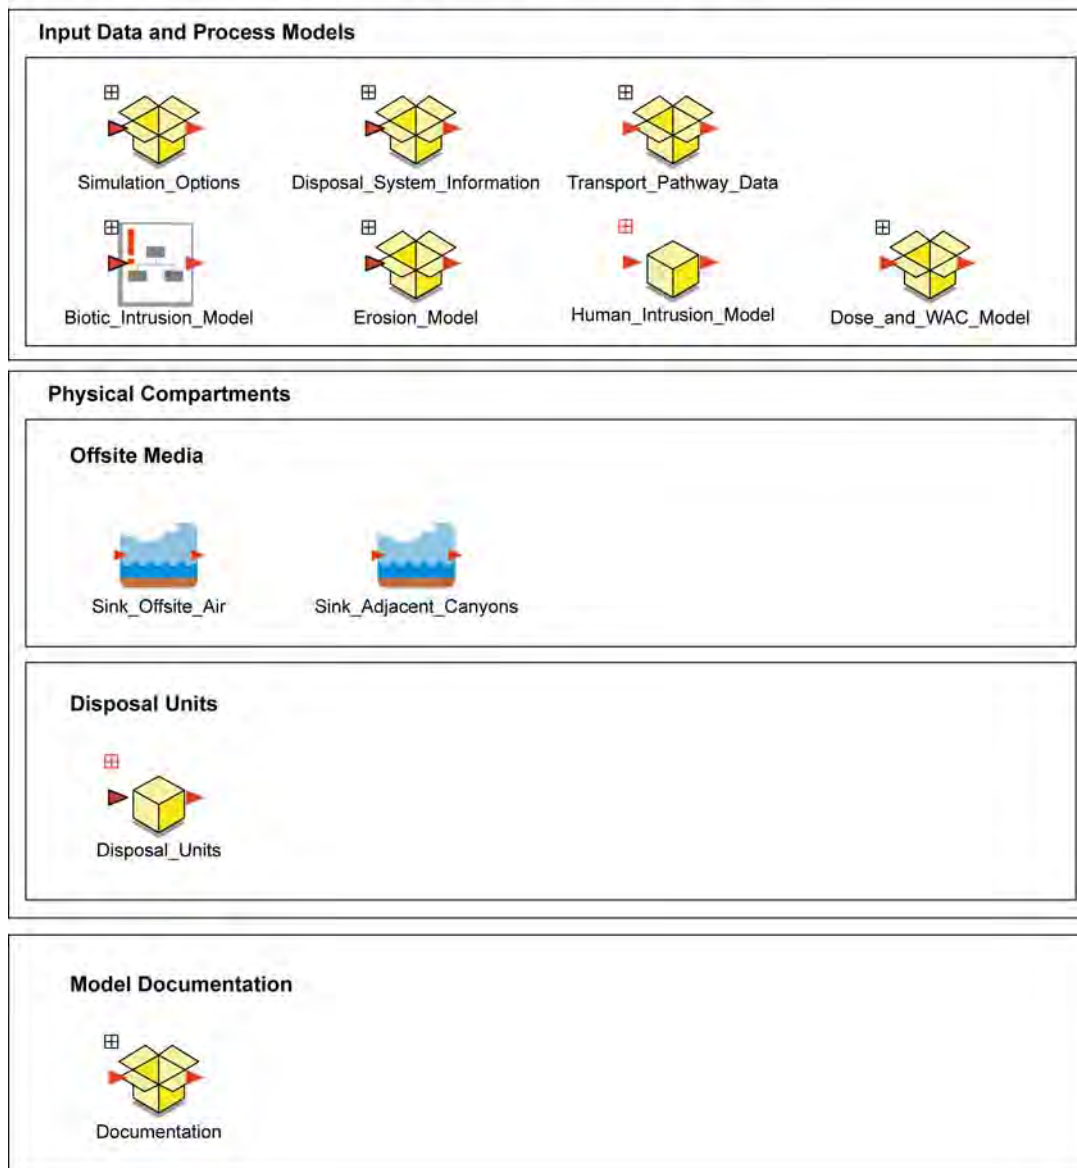 Input Data and Process Models
Simulation_Options
Disposal_System_Information
Transport_Pathway_Data
Biotic_Intrusion_Model
Erosion_Model
Human_Intrusion_Model
Dose_and_WAC_Model
Physical Compartments
Offsite Media
Sink_Offsite_Air
Sink_Adjacent_Canyons
Disposal Units
Disposal_Units
Model Documentation
Documentation